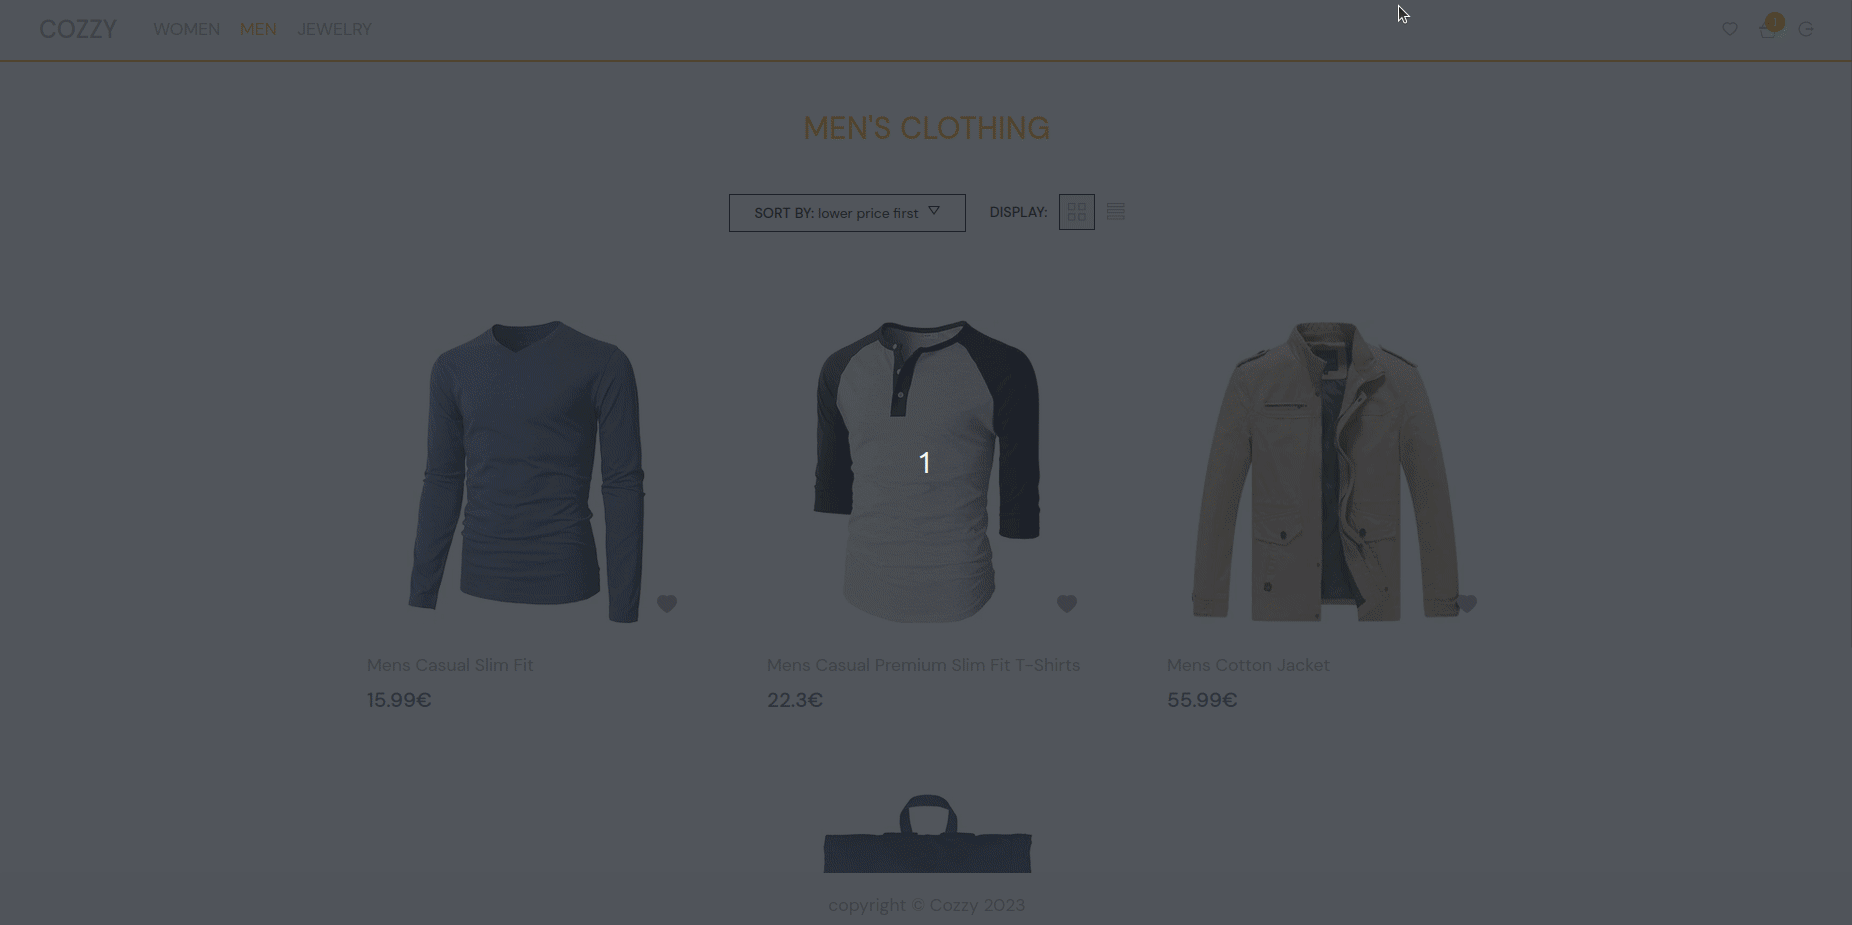 COZZY WOMEN MEN JEWELRY 1
MEN'S CLOTHING
SORT BY: lower price first DISPLAY:
1
Mens Casual Slim Fit Mens Casual Premium Slim Fit T-Shirts Mens Cotton Jacket
15.99€ 22.3€ 55.99€
copyright © Cozzy 2023